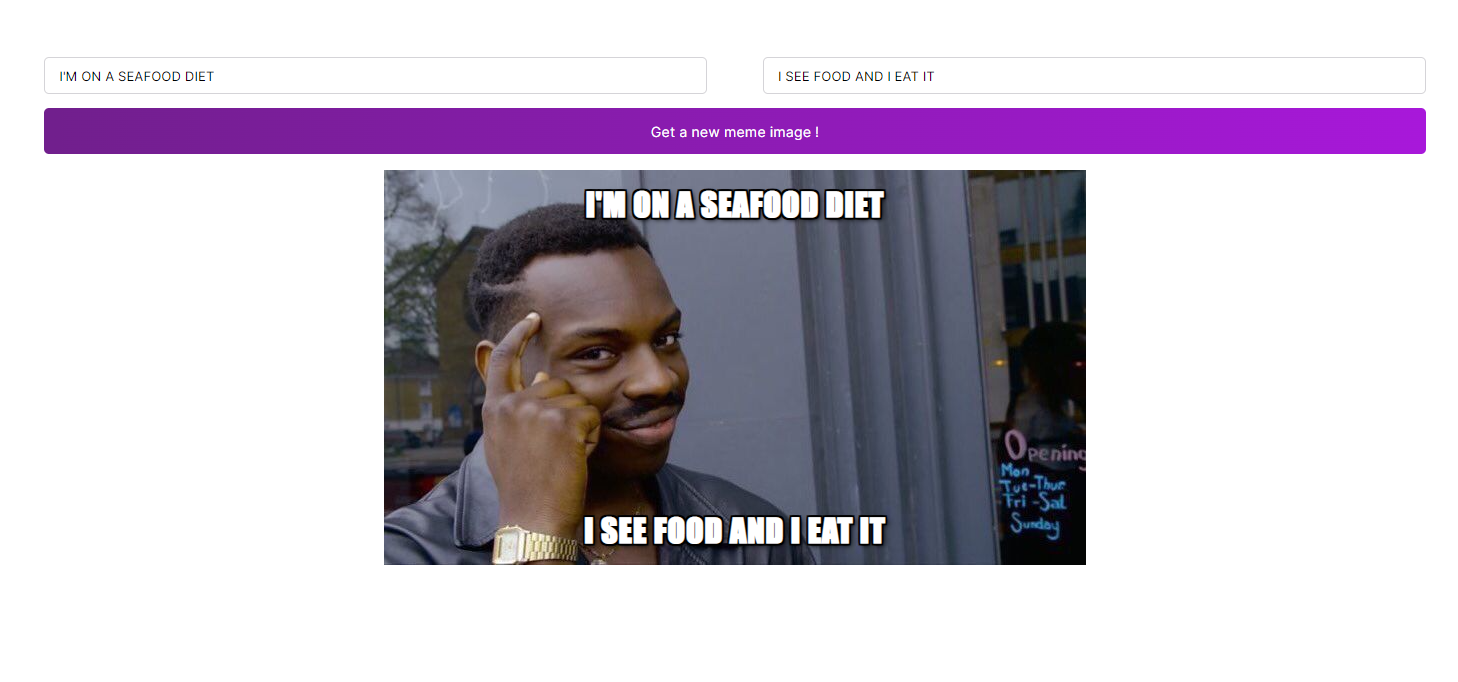 I'M ON A SEAFOOD DIET
I SEE FOOD AND I EAT IT
Get a new meme image !
I'M ON A SEAFOOD DIET
Opening
Mon
Tue-Thur
Fri -Sat
Sunday
I SEE FOOD AND I EAT IT